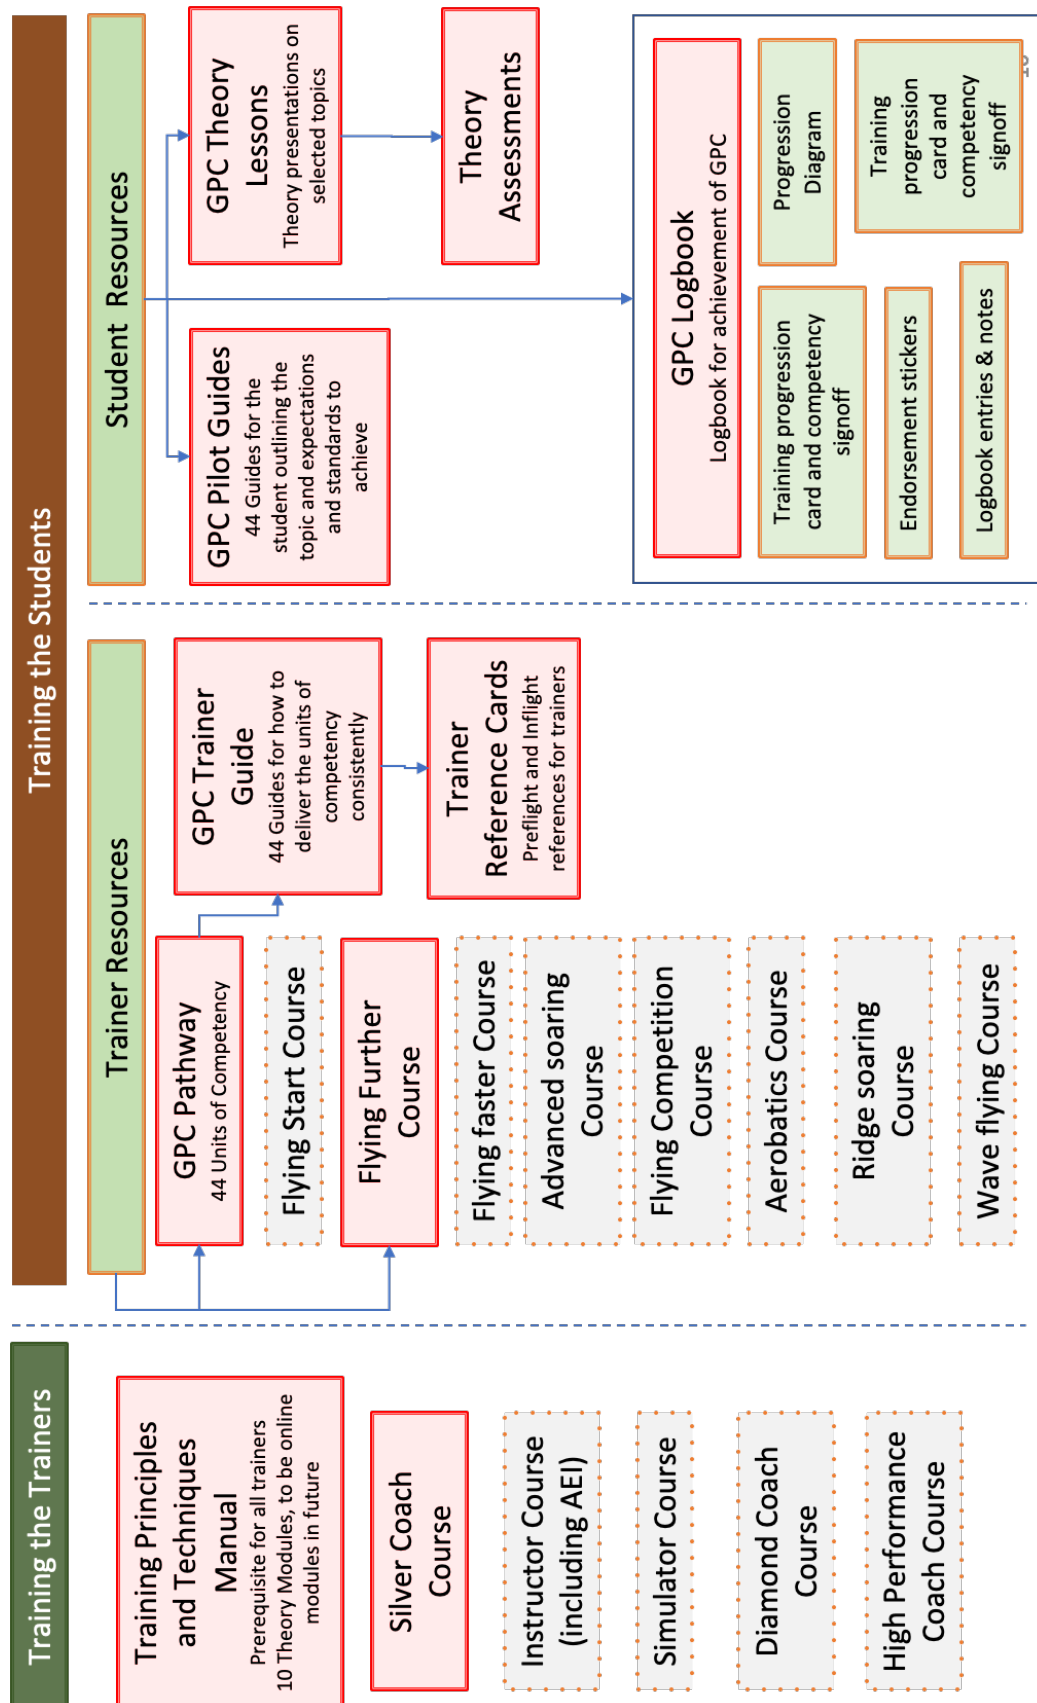 Training the Trainers
Training Principles
and Techniques
Manual
Prerequisite for all trainers
10 Theory Modules, to be online
modules in future
Silver Coach
Course
Instructor Course
(including AEI)
Simulator Course
Diamond Coach
Course
High Performance
Coach Course
Training the Students
Trainer Resources
GPC Pathway
44 Units of Competency
Flying Start Course
Flying Further
Course
Flying faster Course
Advanced soaring
Course
Flying Competition
Course
Aerobatics Course
Ridge soaring
Course
Wave flying Course
GPC Trainer
Guide
44 Guides for how to
deliver the units of
competency
consistently
Trainer
Reference Cards
Preflight and Inflight
references for trainers
Student Resources
GPC Pilot Guides
44 Guides for the
student outlining the
topic and expectations
and standards to
achieve
GPC Theory
Lessons
Theory presentations on
selected topics
Theory
Assessments
GPC Logbook
Logbook for achievement of GPC
Training progression
card and competency
signoff
Progression
Diagram
Endorsement stickers
Training
progression
card and
competency
signoff
Logbook entries & notes